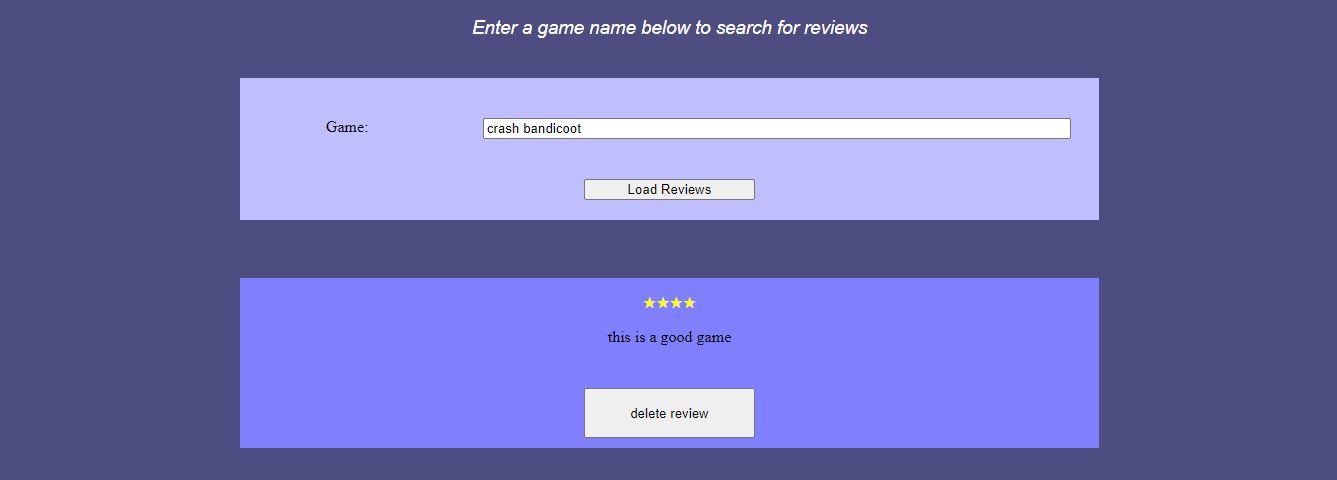 Enter a game name below to search for reviews
Game: crash bandicoot
Load Reviews
★★★★
this is a good game
delete review